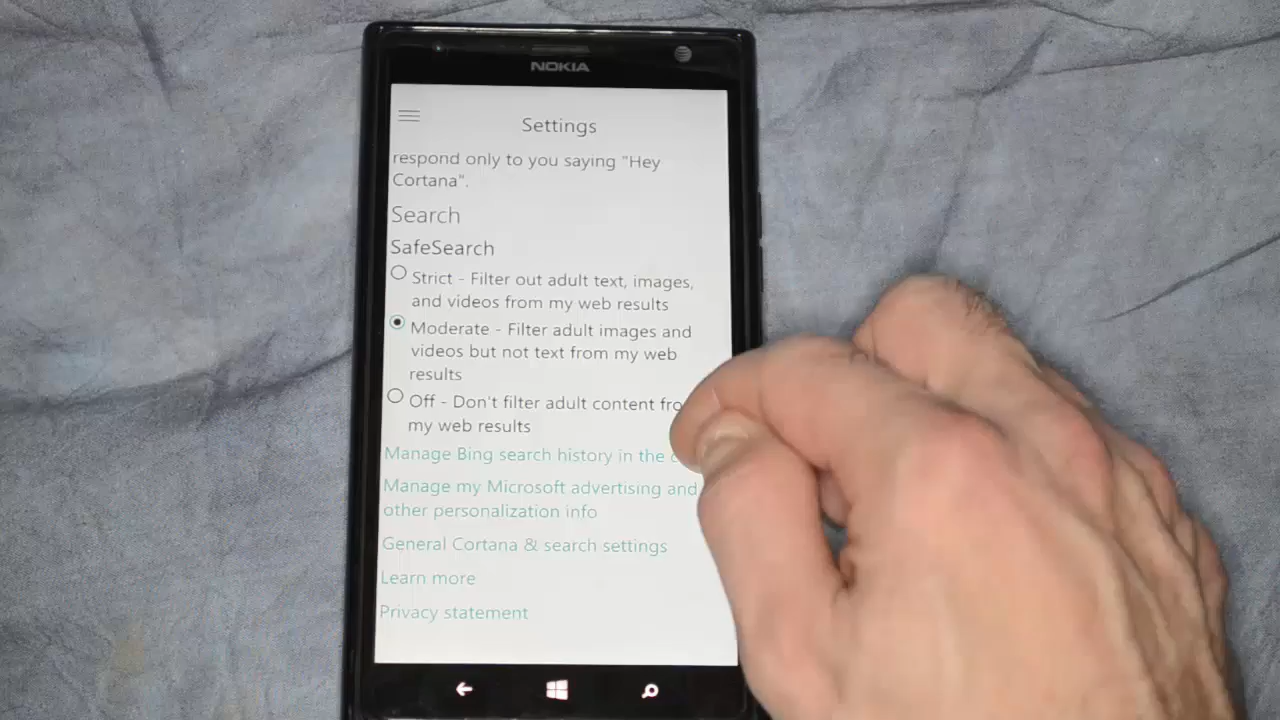 NOKIA
Settings
respond only to you saying "Hey
Cortana".
Search
SafeSearch
Strict - Filter out adult text, images,
and videos from my web results
Moderate - Filter adult images and
videos but not text from my web
results
Off - Don't filter adult content
my web results
Manage Bing search history in the
Manage my Microsoft advertising and
other personalization info
General Cortana & search settings
Learn more
Privacy statement